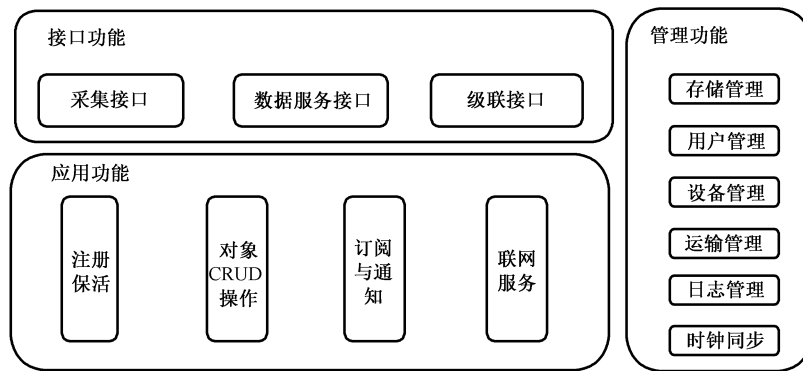 接口功能
采集接口
数据服务接口
级联接口
应用功能
注册
保活
对象
CRUD
操作
订阅
与通
知
联网
服务
管理功能
存储管理
用户管理
设备管理
运输管理
日志管理
时钟同步